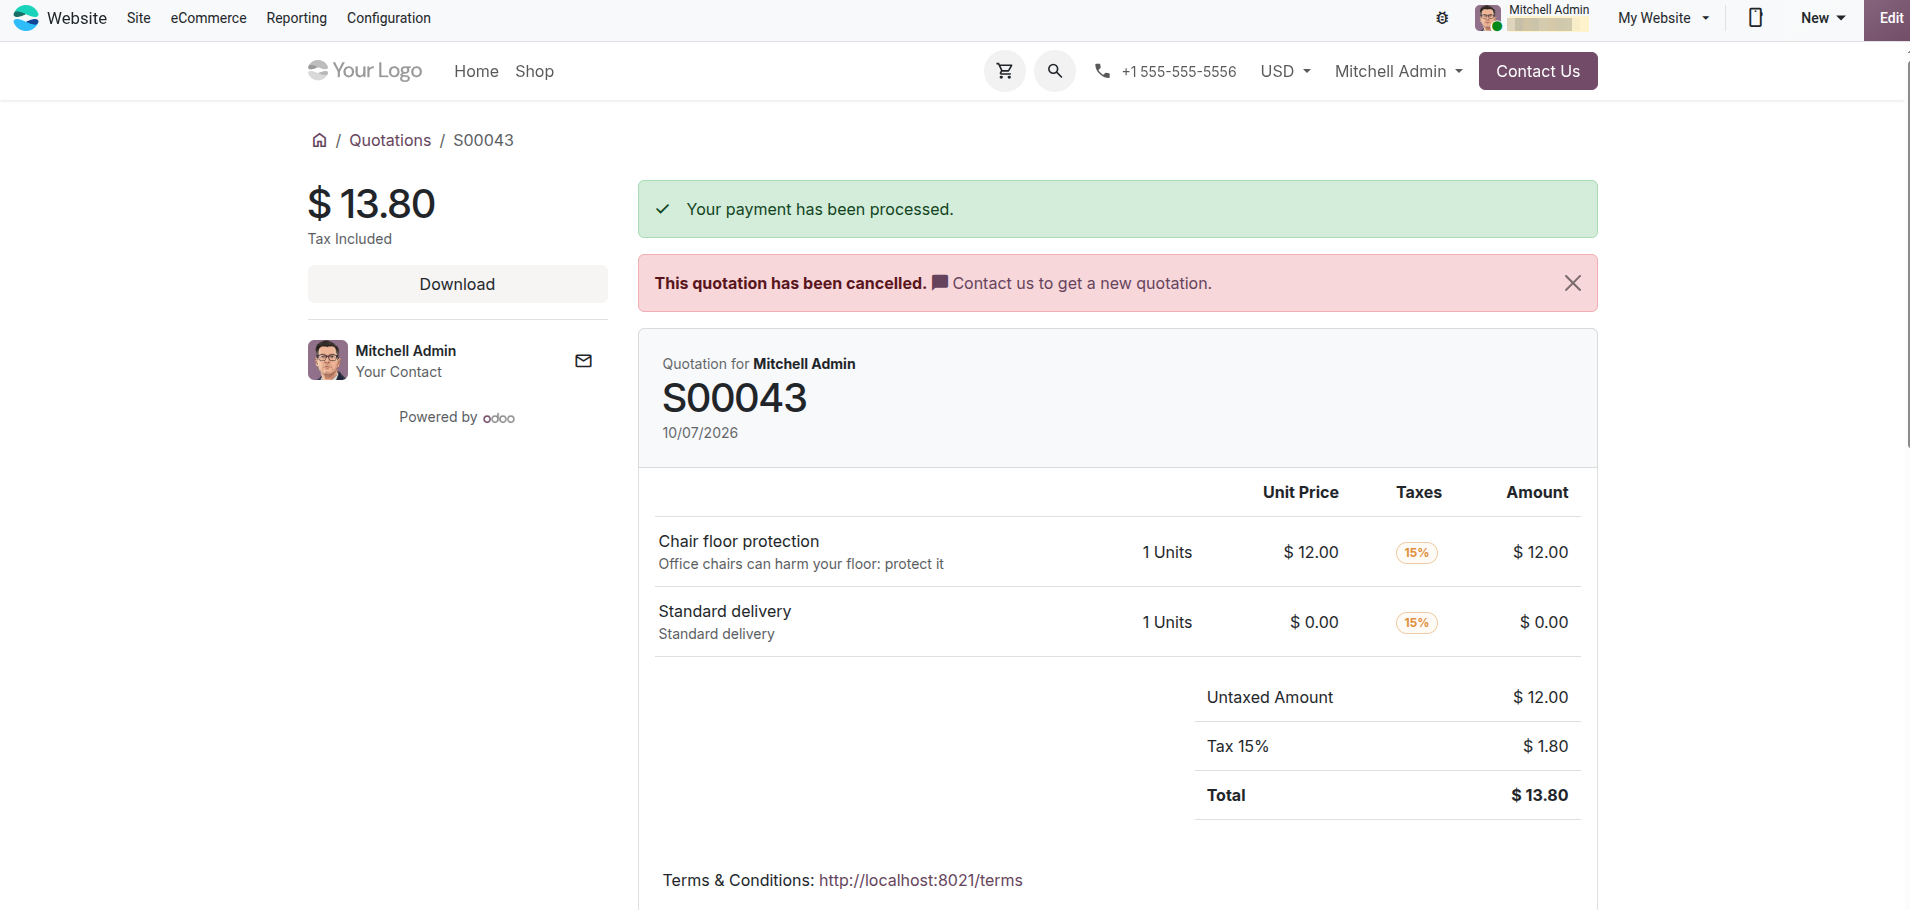 Website Site eCommerce Reporting Configuration Mitchell Admin My Website New Edit
Your Logo Home Shop +1 555-555-5556 USD Mitchell Admin Contact Us
/ Quotations / S00043
$ 13.80
Tax Included
Download
Mitchell Admin
Your Contact
Powered by odoo
Your payment has been processed.
This quotation has been cancelled. Contact us to get a new quotation.
Quotation for Mitchell Admin
S00043
10/07/2026
Unit Price Taxes Amount
Chair floor protection
Office chairs can harm your floor: protect it
1 Units $ 12.00 15% $ 12.00
Standard delivery
Standard delivery
1 Units $ 0.00 15% $ 0.00
Untaxed Amount $ 12.00
Tax 15% $ 1.80
Total $ 13.80
Terms & Conditions: http://localhost:8021/terms